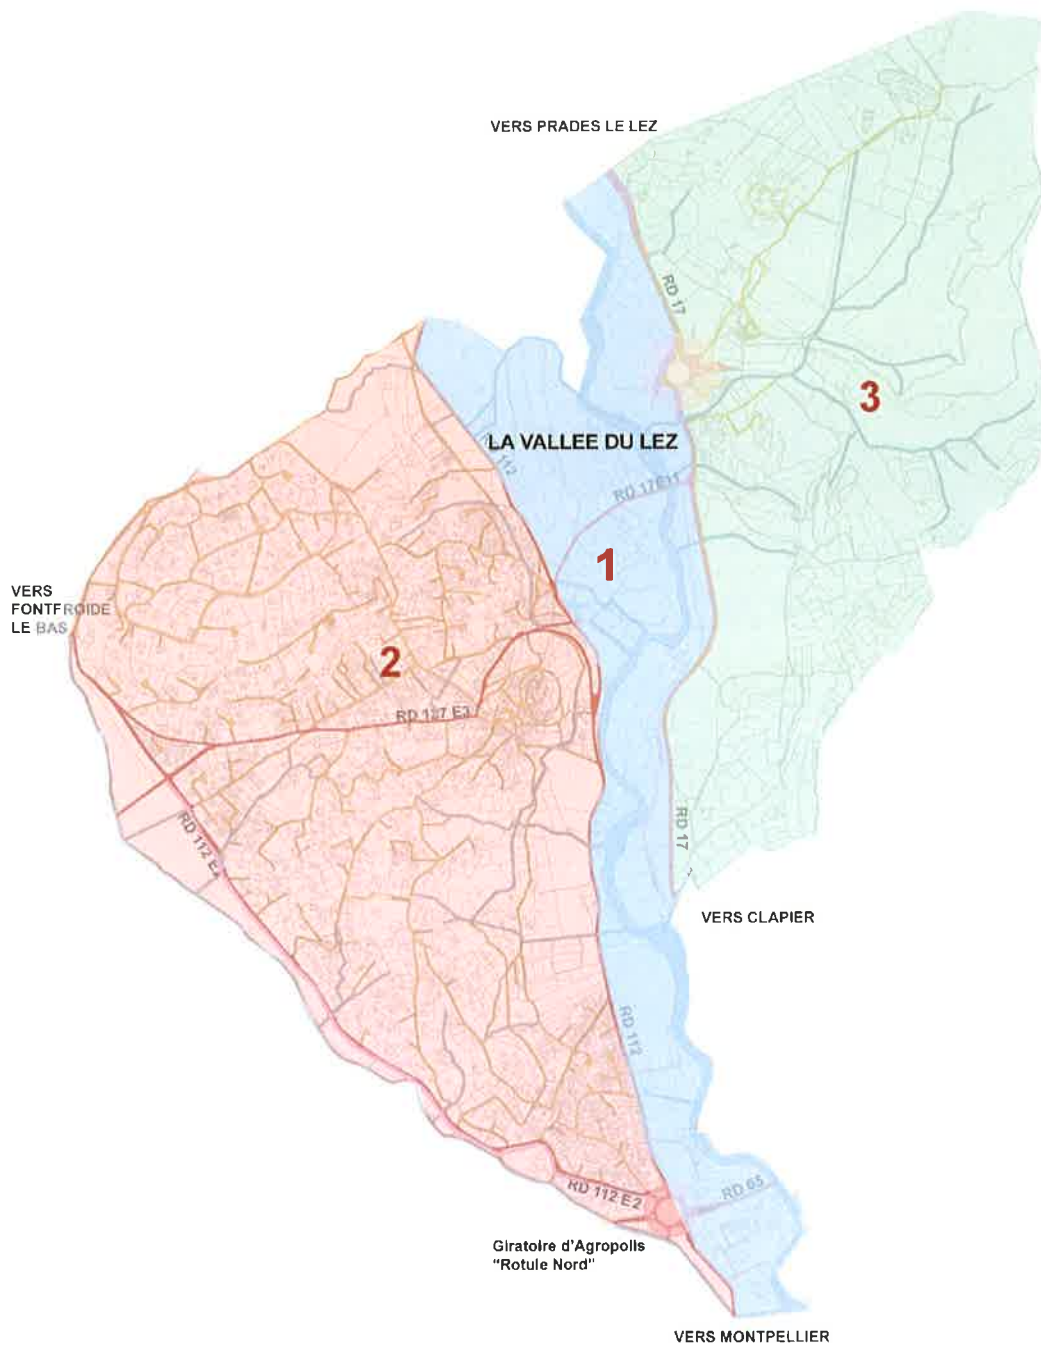 VERS PRADES LE LEZ
RD 17
3
LA VALLEE DU LEZ
112
RD 17E11
1
VERS
FONTFROIDE
LE BAS
2
RD 127 E3
RD 112 E2
RD 17
VERS CLAPIER
RD 112
RD 65
RD 112 E2
Giratoire d'Agropolis
"Rotule Nord"
VERS MONTPELLIER